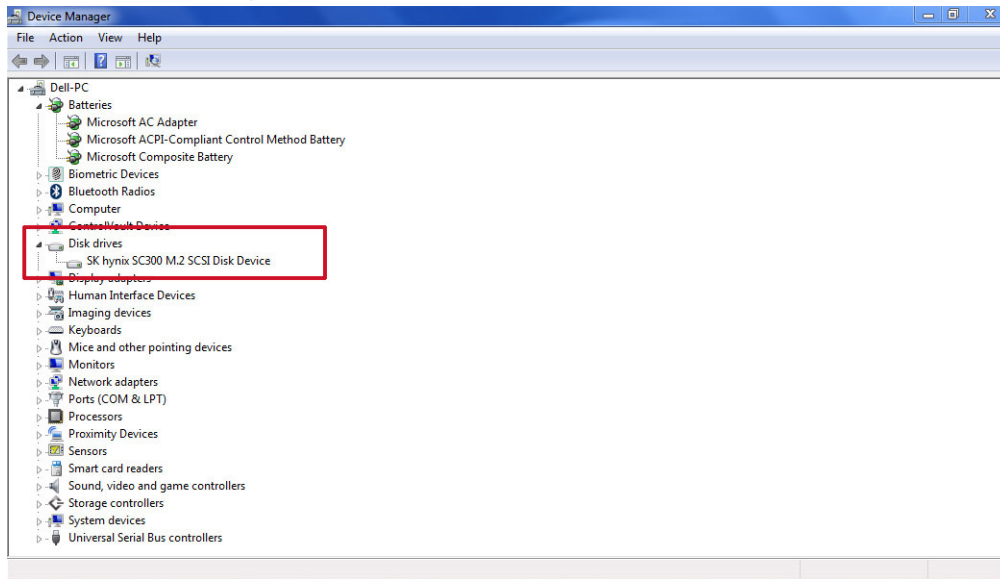 Device Manager
File Action View Help
Dell-PC
Batteries
Microsoft AC Adapter
Microsoft ACPI-Compliant Control Method Battery
Microsoft Composite Battery
Biometric Devices
Bluetooth Radios
Computer
ControlVault Device
Disk drives
SK hynix SC300 M.2 SCSI Disk Device
Display adapters
Human Interface Devices
Imaging devices
Keyboards
Mice and other pointing devices
Monitors
Network adapters
Ports (COM & LPT)
Processors
Proximity Devices
Sensors
Smart card readers
Sound, video and game controllers
Storage controllers
System devices
Universal Serial Bus controllers